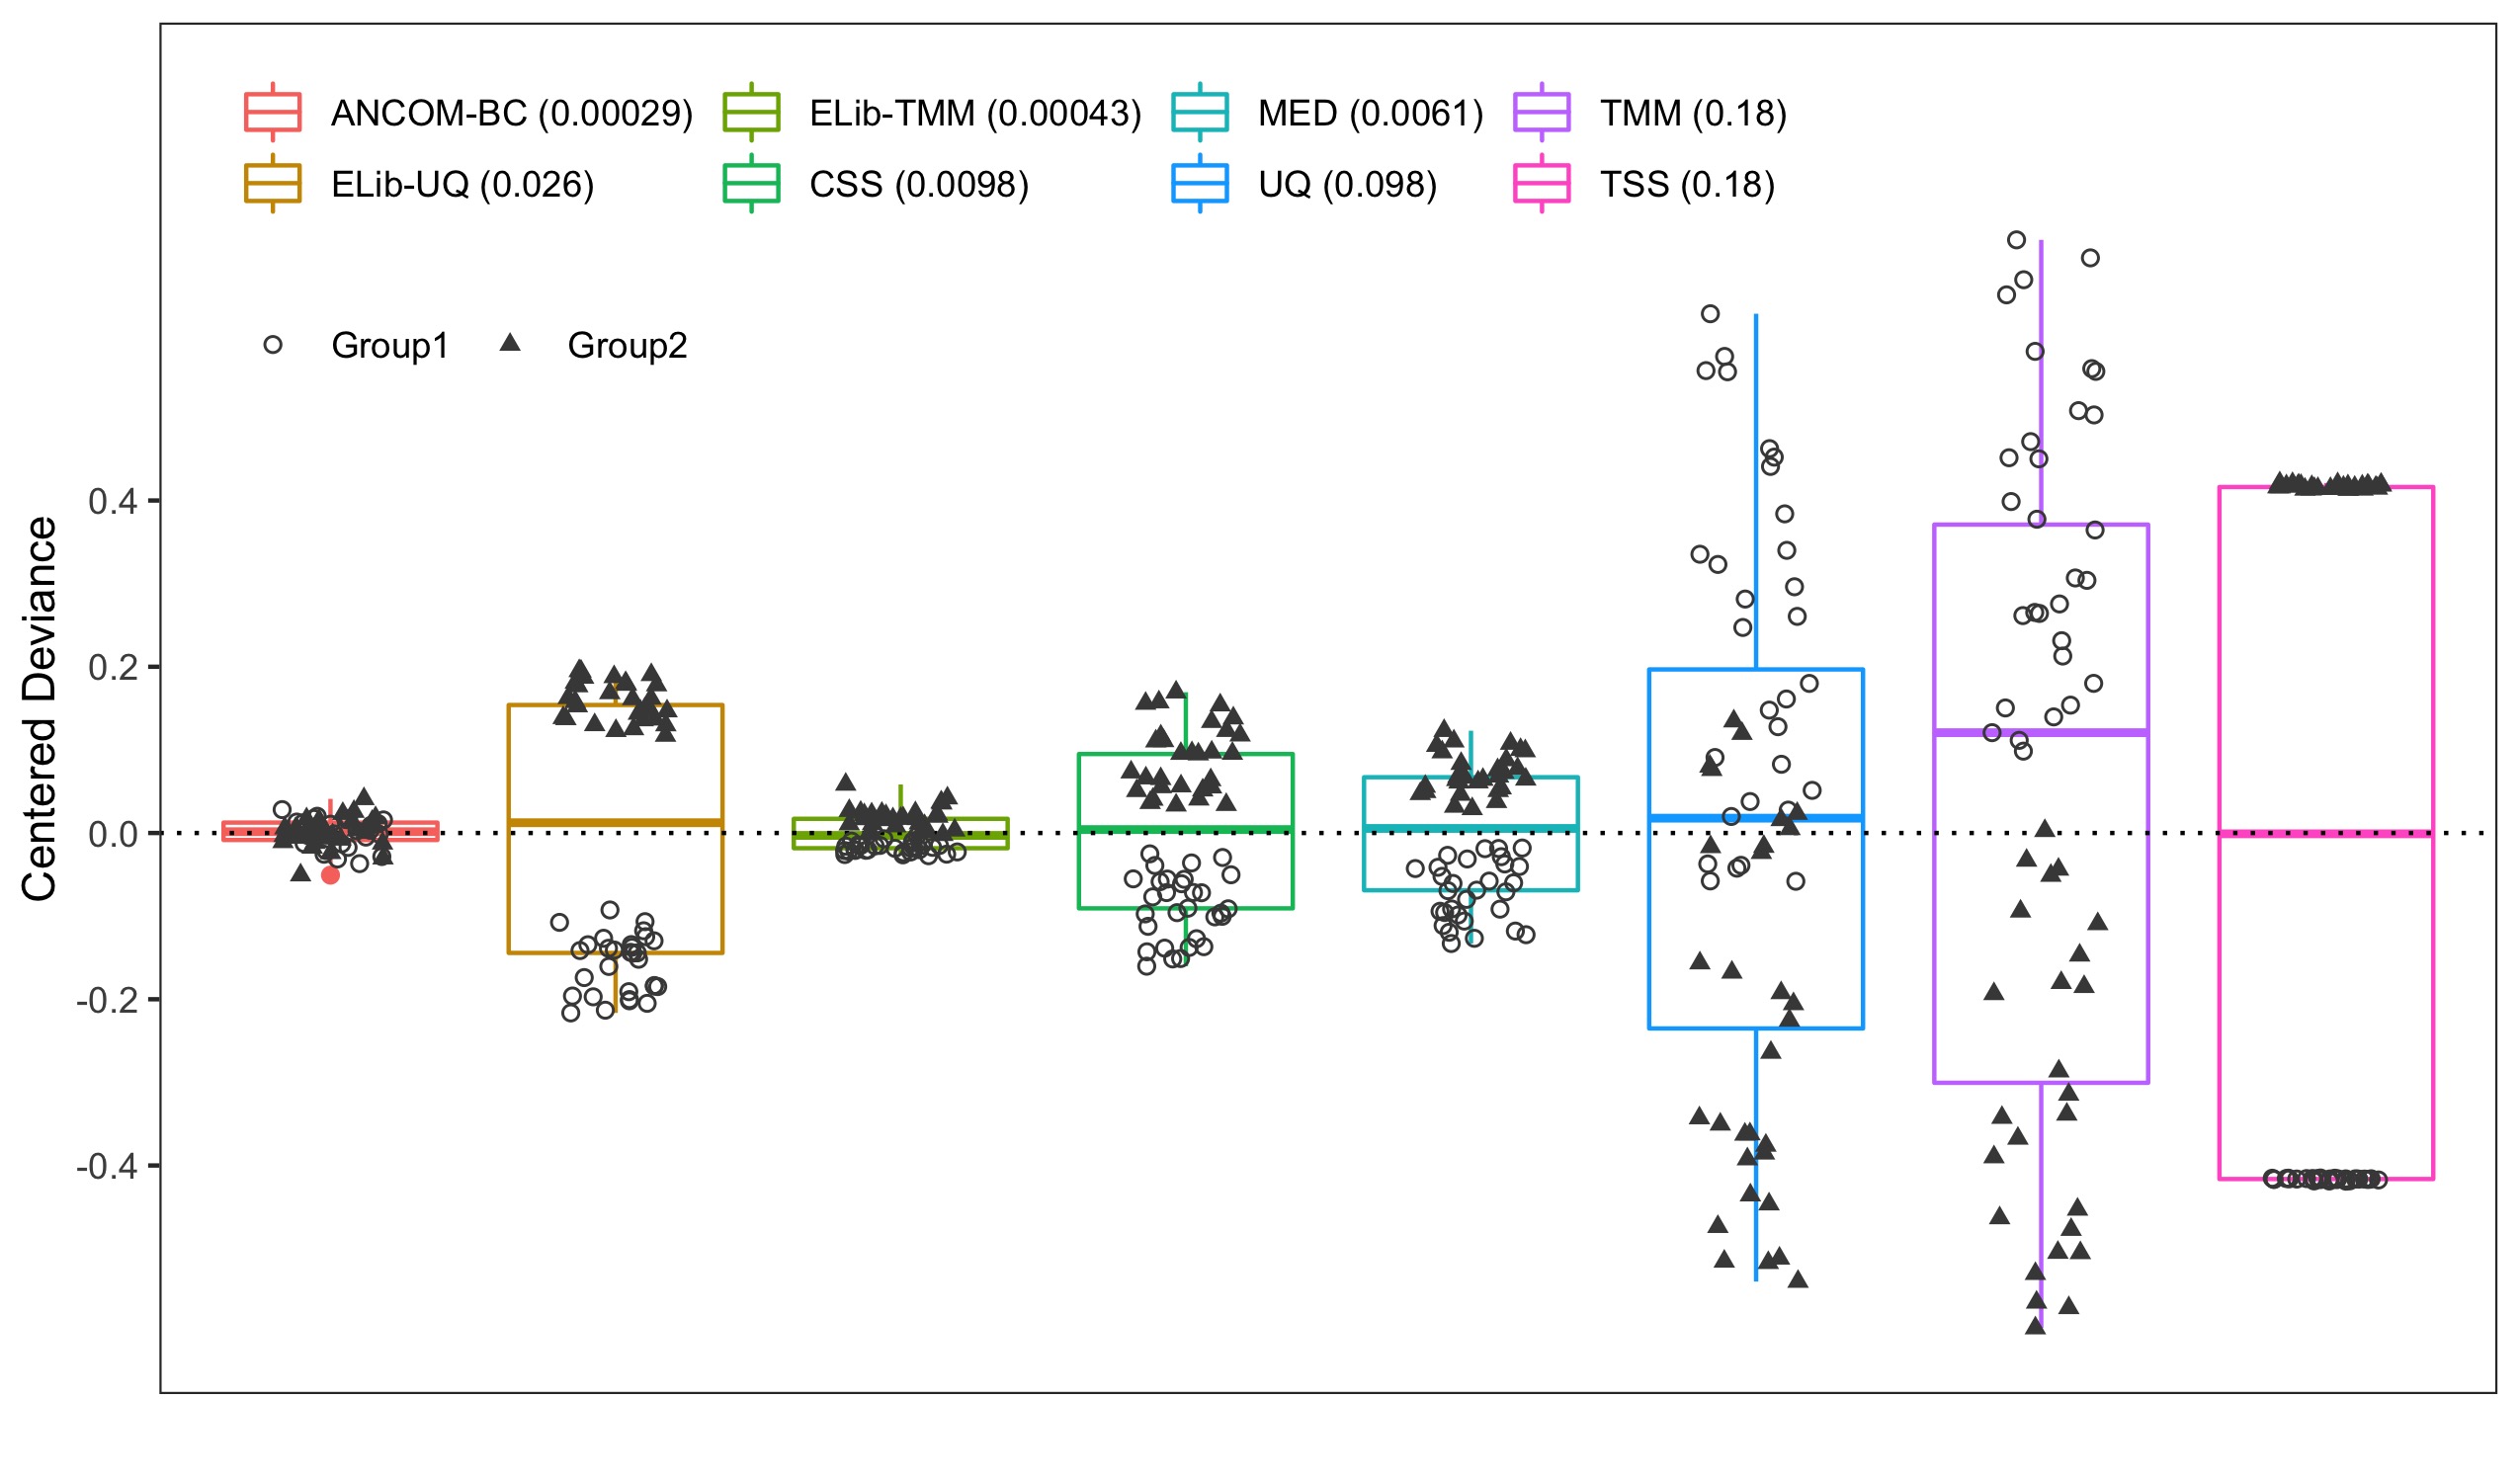 ANCOM-BC (0.00029) ELib-TMM (0.00043) MED (0.0061) TMM (0.18)
ELib-UQ (0.026) CSS (0.0098) UQ (0.098) TSS (0.18)
Group1 Group2
Centered Deviance
0.4
0.2
0.0
-0.2
-0.4